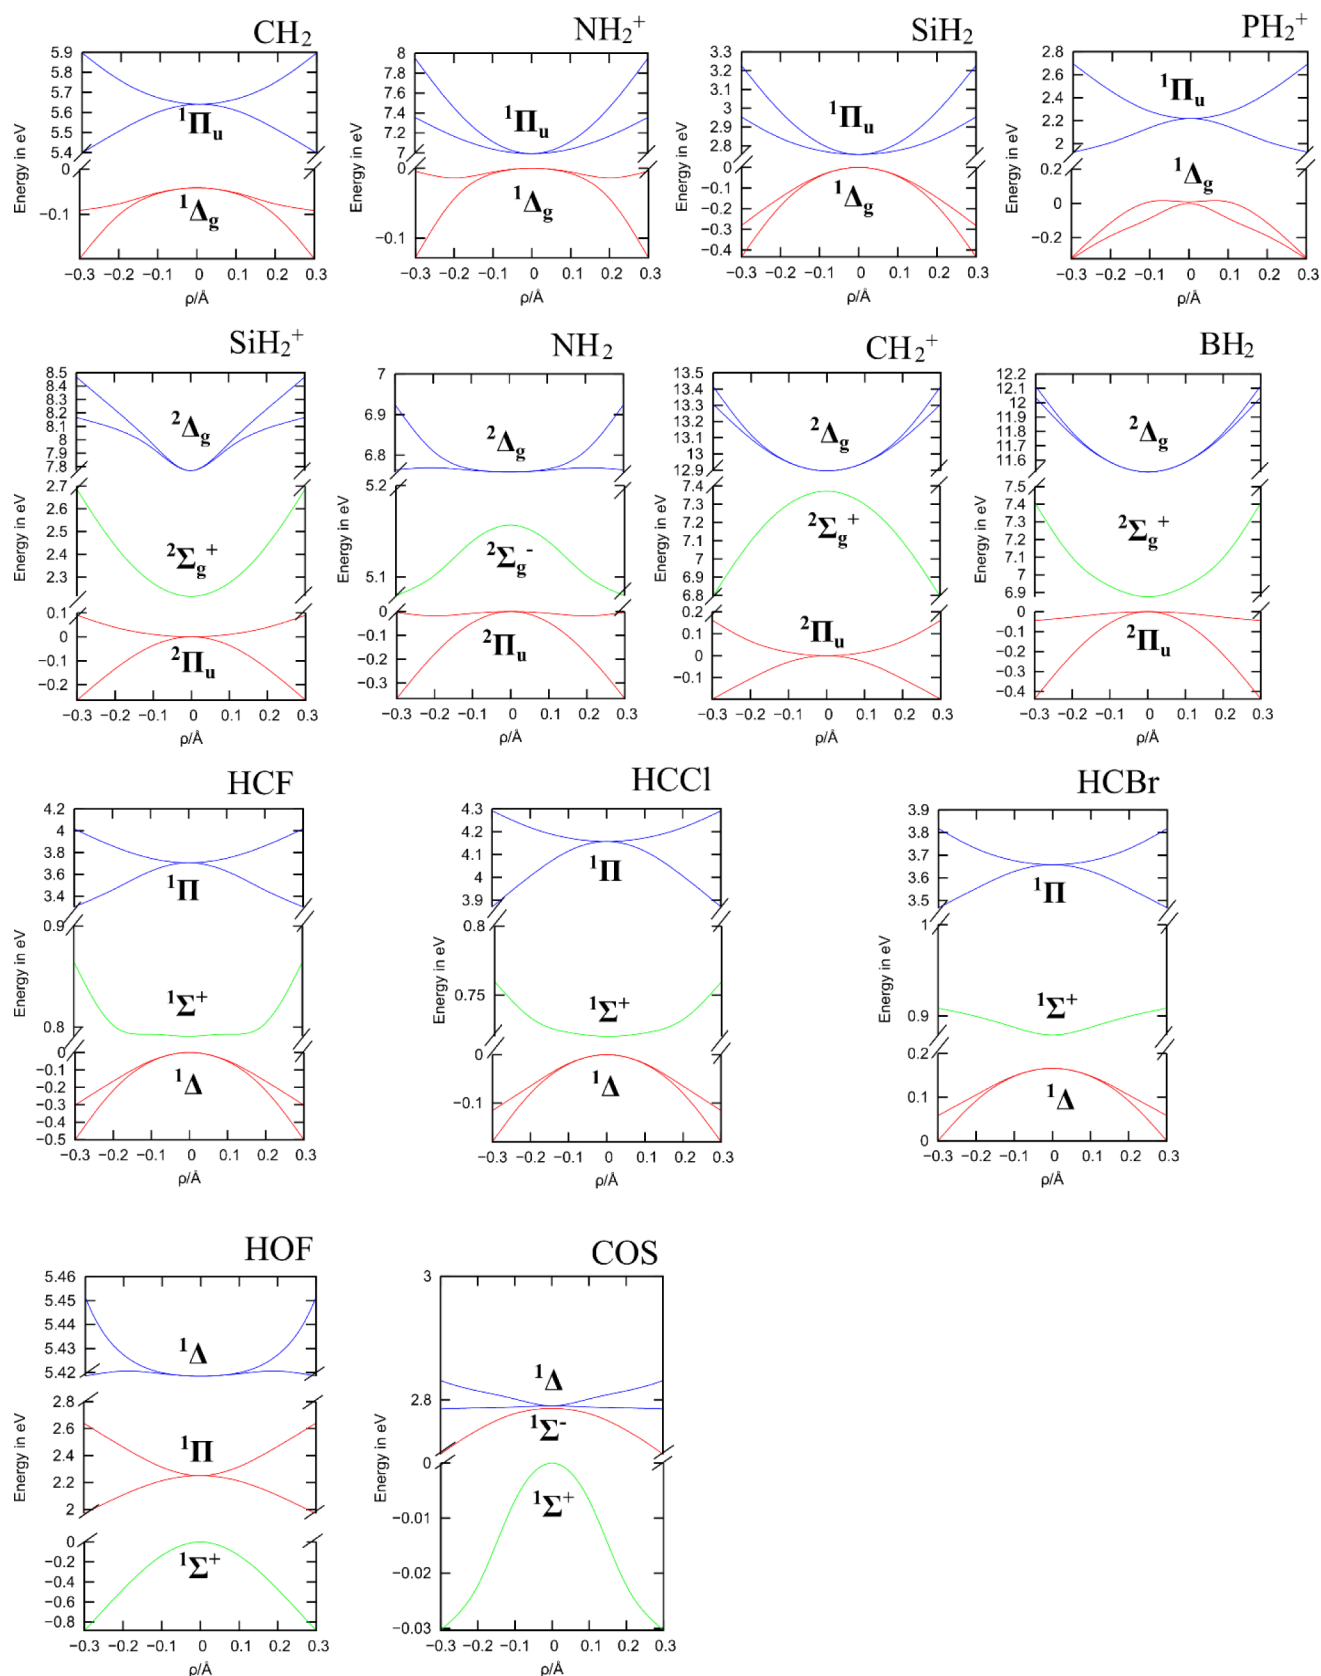 CH₂
Energy in eV
5.9
5.8
5.7
5.6
5.5
5.4
0
−0.1
¹Πᵤ
¹Δg
−0.3 −0.2 −0.1 0 0.1 0.2 0.3
ρ/Å
NH₂⁺
Energy in eV
8
7.8
7.6
7.4
7.2
7
0
−0.1
¹Πᵤ
¹Δg
−0.3 −0.2 −0.1 0 0.1 0.2 0.3
ρ/Å
SiH₂
Energy in eV
3.3
3.2
3.1
3
2.9
2.8
0
−0.1
−0.2
−0.3
−0.4
¹Πᵤ
¹Δg
−0.3 −0.2 −0.1 0 0.1 0.2 0.3
ρ/Å
PH₂⁺
Energy in eV
2.8
2.6
2.4
2.2
2
0.2
0
−0.2
¹Πᵤ
¹Δg
−0.3 −0.2 −0.1 0 0.1 0.2 0.3
ρ/Å
SiH₂⁺
Energy in eV
8.5
8.4
8.3
8.2
8.1
8
7.9
7.8
2.7
2.6
2.5
2.4
2.3
0.1
0
−0.1
−0.2
²Δg
²Σg⁺
²Πᵤ
−0.3 −0.2 −0.1 0 0.1 0.2 0.3
ρ/Å
NH₂
Energy in eV
7
6.9
6.8
5.2
5.1
0
−0.1
−0.2
−0.3
²Δg
²Σg⁻
²Πᵤ
−0.3 −0.2 −0.1 0 0.1 0.2 0.3
ρ/Å
CH₂⁺
Energy in eV
13.5
13.4
13.3
13.2
13.1
13
12.9
7.4
7.3
7.2
7.1
7
6.9
6.8
0.2
0.1
0
−0.1
²Δg
²Σg⁺
²Πᵤ
−0.3 −0.2 −0.1 0 0.1 0.2 0.3
ρ/Å
BH₂
Energy in eV
12.2
12.1
12
11.9
11.8
11.7
11.6
7.5
7.4
7.3
7.2
7.1
7
6.9
0
−0.1
−0.2
−0.3
−0.4
²Δg
²Σg⁺
²Πᵤ
−0.3 −0.2 −0.1 0 0.1 0.2 0.3
ρ/Å
HCF
Energy in eV
4.2
4
3.8
3.6
3.4
0.9
0.8
0
−0.1
−0.2
−0.3
−0.4
−0.5
¹Π
¹Σ⁺
¹Δ
−0.3 −0.2 −0.1 0 0.1 0.2 0.3
ρ/Å
HCCl
Energy in eV
4.3
4.2
4.1
4
3.9
0.8
0.75
0
−0.1
¹Π
¹Σ⁺
¹Δ
−0.3 −0.2 −0.1 0 0.1 0.2 0.3
ρ/Å
HCBr
Energy in eV
3.9
3.8
3.7
3.6
3.5
1
0.9
0.2
0.1
0
¹Π
¹Σ⁺
¹Δ
−0.3 −0.2 −0.1 0 0.1 0.2 0.3
ρ/Å
HOF
Energy in eV
5.46
5.45
5.44
5.43
5.42
2.8
2.6
2.4
2.2
2
0
−0.2
−0.4
−0.6
−0.8
¹Δ
¹Π
¹Σ⁺
−0.3 −0.2 −0.1 0 0.1 0.2 0.3
ρ/Å
COS
Energy in eV
3
2.8
0
−0.01
−0.02
−0.03
¹Δ
¹Σ⁻
¹Σ⁺
−0.3 −0.2 −0.1 0 0.1 0.2 0.3
ρ/Å